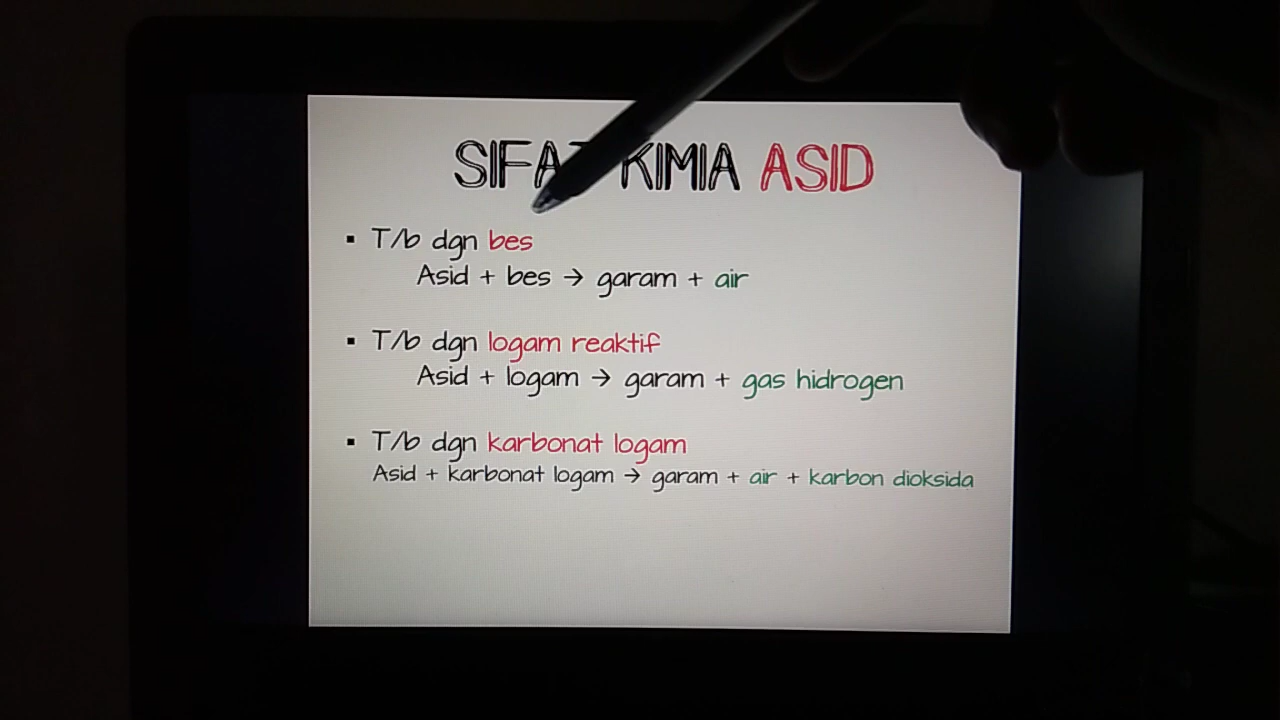 SIFAT KIMIA ASID
▪ T/b dgn bes
Asid + bes → garam + air
▪ T/b dgn logam reaktif
Asid + logam → garam + gas hidrogen
▪ T/b dgn karbonat logam
Asid + karbonat logam → garam + air + karbon dioksida